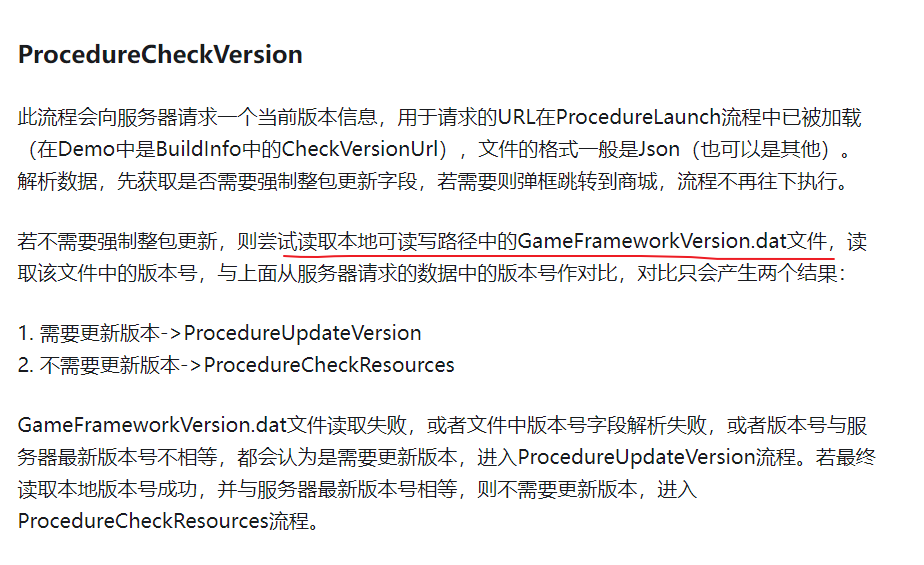 ProcedureCheckVersion
此流程会向服务器请求一个当前版本信息，用于请求的URL在ProcedureLaunch流程中已被加载
（在Demo中是BuildInfo中的CheckVersionUrl），文件的格式一般是Json（也可以是其他）。
解析数据，先获取是否需要强制整包更新字段，若需要则弹框跳转到商城，流程不再往下执行。
若不需要强制整包更新，则尝试读取本地可读写路径中的GameFrameworkVersion.dat文件，读
取该文件中的版本号，与上面从服务器请求的数据中的版本号作对比，对比只会产生两个结果：
1. 需要更新版本->ProcedureUpdateVersion
2. 不需要更新版本->ProcedureCheckResources
GameFrameworkVersion.dat文件读取失败，或者文件中版本号字段解析失败，或者版本号与服
务器最新版本号不相等，都会认为是需要更新版本，进入ProcedureUpdateVersion流程。若最终
读取本地版本号成功，并与服务器最新版本号相等，则不需要更新版本，进入
ProcedureCheckResources流程。